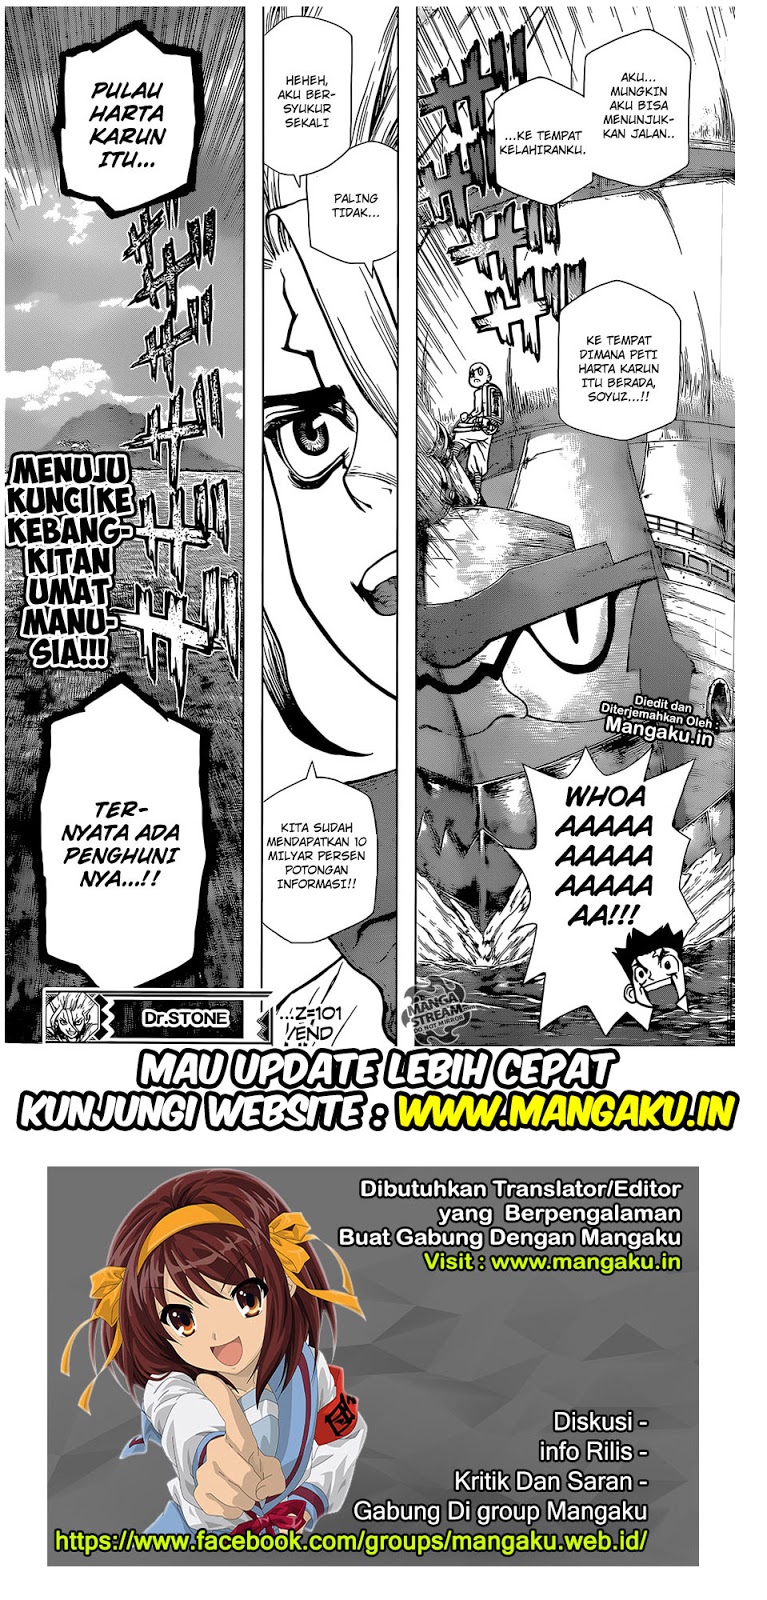 AKU...
MUNGKIN
AKU BISA
MENUNJUK-
KAN JALAN..
...KE TEMPAT
KELAHIRANKU.
KE TEMPAT
DIMANA PETI
HARTA KARUN
ITU BERADA,
SOYUZ...!!
Diedit dan
Diterjemahkan Oleh :
Mangaku.in
WHOA
AAAAA
AAAAA
AAAAA
AA!!!
MANGA
STREAM
DO NOT MIRROR
HEHEH,
AKU BER-
SYUKUR
SEKALI
PALING
TIDAK...
KITA SUDAH
MENDAPATKAN 10
MILYAR PERSEN
POTONGAN
INFORMASI!!
PULAU
HARTA
KARUN
ITU...
MENUJU
KUNCI KE
KEBANG-
KITAN
UMAT
MANU-
SIA!!!
TER-
NYATA ADA
PENGHUNI
NYA...!!
Dr.STONE
...Z=101
/END
MAU UPDATE LEBIH CEPAT
KUNJUNGI WEBSITE : WWW.MANGAKU.IN
Dibutuhkan Translator/Editor
yang Berpengalaman
Buat Gabung Dengan Mangaku
Visit : www.mangaku.in
Diskusi -
info Rilis -
Kritik Dan Saran -
Gabung Di group Mangaku
https://www.facebook.com/groups/mangaku.web.id/